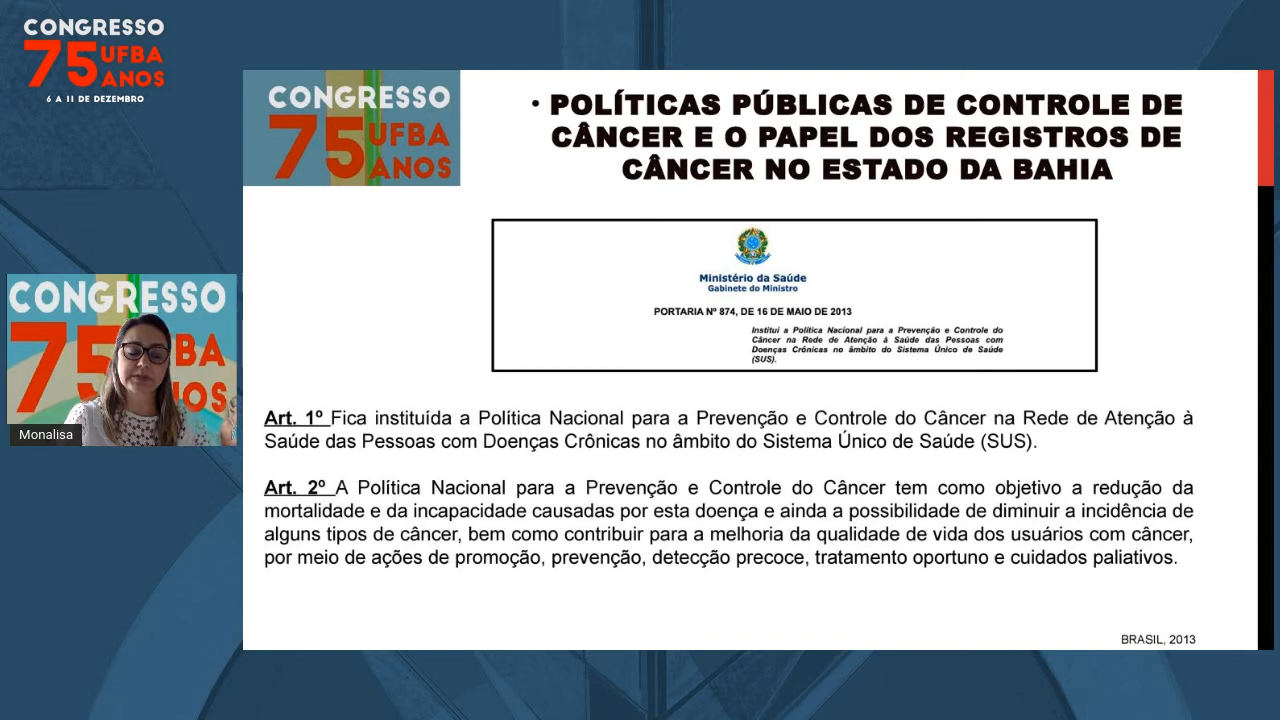 CONGRESSO
75 UFBA
ANOS
6 A 11 DE DEZEMBRO
CONGRESSO
75 UFBA
ANOS
• POLÍTICAS PÚBLICAS DE CONTROLE DE
CÂNCER E O PAPEL DOS REGISTROS DE
CÂNCER NO ESTADO DA BAHIA
Ministério da Saúde
Gabinete do Ministro
PORTARIA Nº 874, DE 16 DE MAIO DE 2013
Institui a Política Nacional para a Prevenção e Controle do
Câncer na Rede de Atenção à Saúde das Pessoas com
Doenças Crônicas no âmbito do Sistema Único de Saúde
(SUS).
CONGRESSO
75 BA
NOS
Monalisa
Art. 1º Fica instituída a Política Nacional para a Prevenção e Controle do Câncer na Rede de Atenção à
Saúde das Pessoas com Doenças Crônicas no âmbito do Sistema Único de Saúde (SUS).
Art. 2º A Política Nacional para a Prevenção e Controle do Câncer tem como objetivo a redução da
mortalidade e da incapacidade causadas por esta doença e ainda a possibilidade de diminuir a incidência de
alguns tipos de câncer, bem como contribuir para a melhoria da qualidade de vida dos usuários com câncer,
por meio de ações de promoção, prevenção, detecção precoce, tratamento oportuno e cuidados paliativos.
BRASIL, 2013